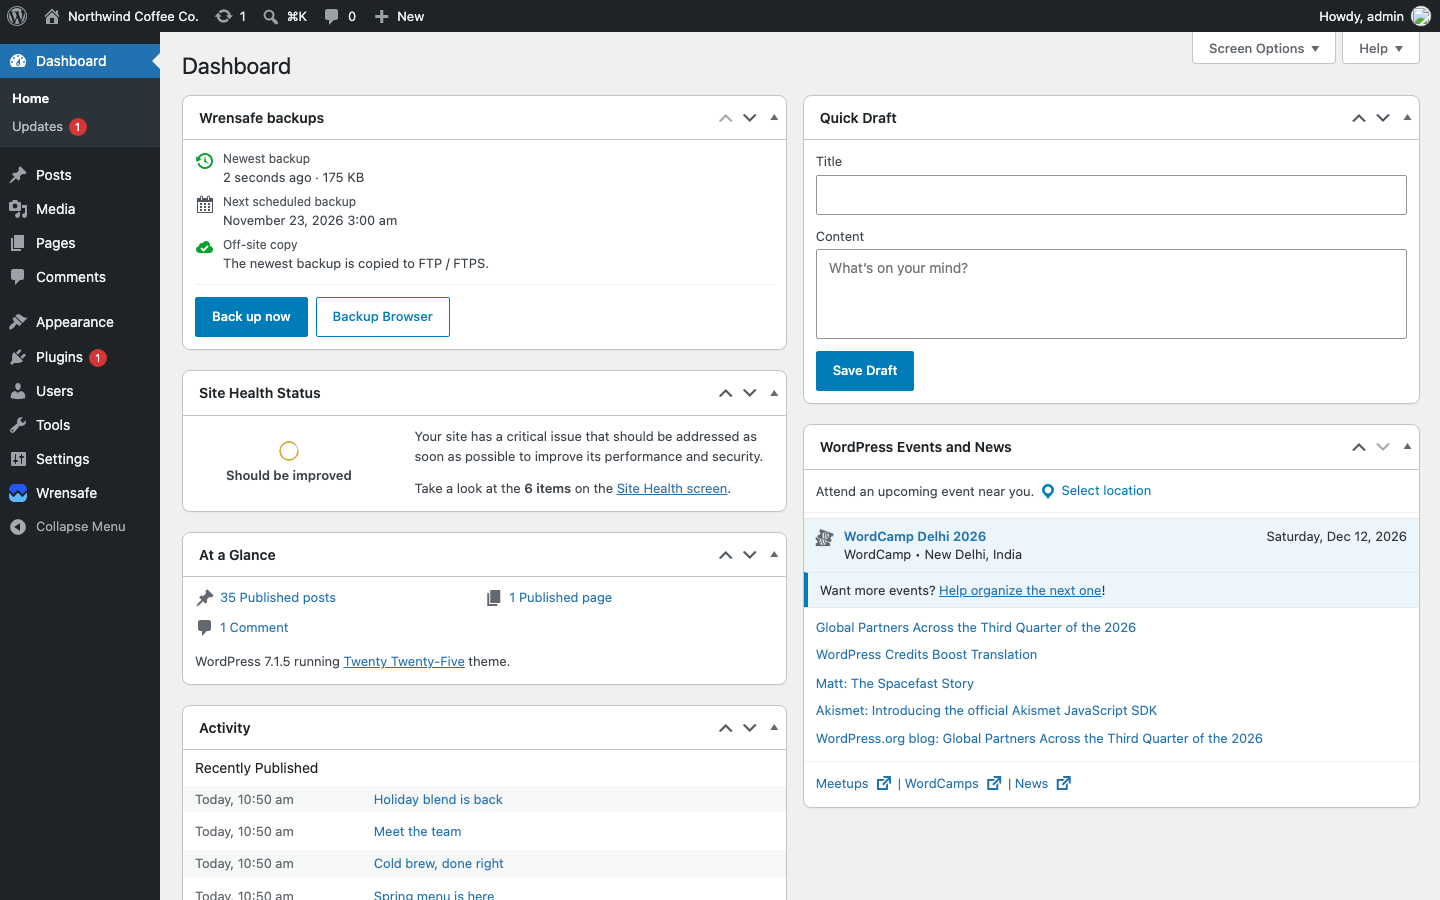 Northwind Coffee Co.
1
⌘K
0
New
Howdy, admin
Dashboard
Home
Updates 1
Posts
Media
Pages
Comments
Appearance
Plugins 1
Users
Tools
Settings
Wrensafe
Collapse Menu
Screen Options
Help
Dashboard
Wrensafe backups
Newest backup
2 seconds ago · 175 KB
Next scheduled backup
November 23, 2026 3:00 am
Off-site copy
The newest backup is copied to FTP / FTPS.
Back up now
Backup Browser
Site Health Status
Should be improved
Your site has a critical issue that should be addressed as
soon as possible to improve its performance and security.
Take a look at the 6 items on the Site Health screen.
At a Glance
35 Published posts
1 Published page
1 Comment
WordPress 7.1.5 running Twenty Twenty-Five theme.
Activity
Recently Published
Today, 10:50 am Holiday blend is back
Today, 10:50 am Meet the team
Today, 10:50 am Cold brew, done right
Today, 10:50 am Spring menu is here
Quick Draft
Title
Content
What's on your mind?
Save Draft
WordPress Events and News
Attend an upcoming event near you. Select location
WordCamp Delhi 2026
Saturday, Dec 12, 2026
WordCamp • New Delhi, India
Want more events? Help organize the next one!
Global Partners Across the Third Quarter of the 2026
WordPress Credits Boost Translation
Matt: The Spacefast Story
Akismet: Introducing the official Akismet JavaScript SDK
WordPress.org blog: Global Partners Across the Third Quarter of the 2026
Meetups | WordCamps | News